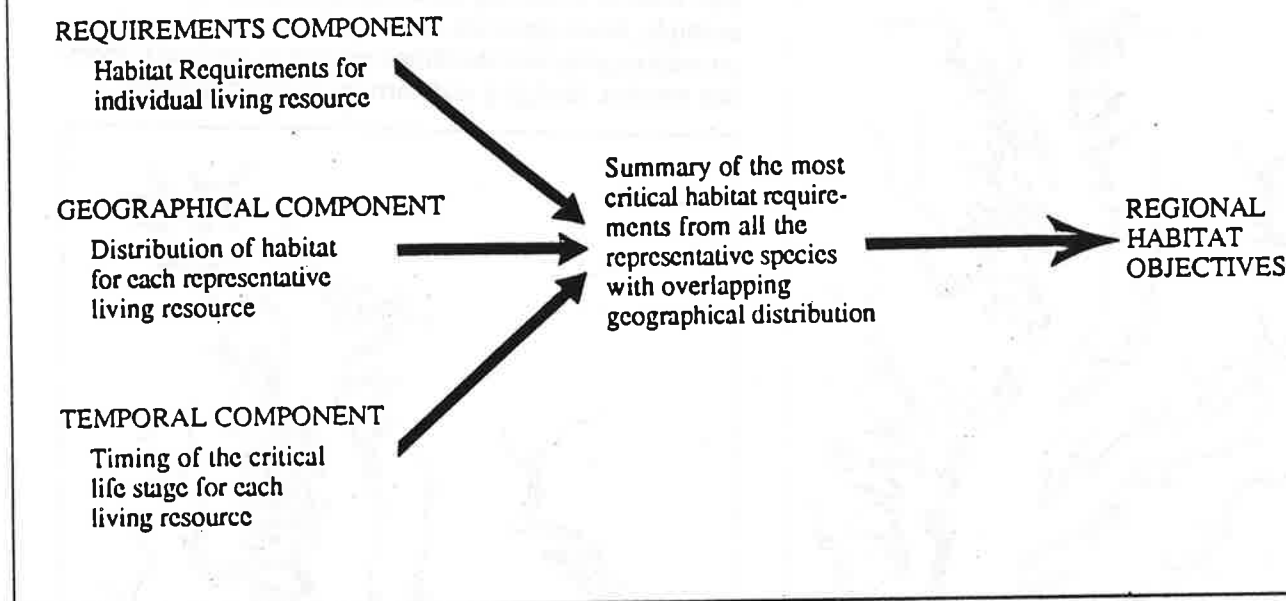 REQUIREMENTS COMPONENT
Habitat Requirements for
individual living resource
GEOGRAPHICAL COMPONENT
Distribution of habitat
for each representative
living resource
TEMPORAL COMPONENT
Timing of the critical
life stage for each
living resource
Summary of the most
critical habitat require-
ments from all the
representative species
with overlapping
geographical distribution
REGIONAL
HABITAT
OBJECTIVES